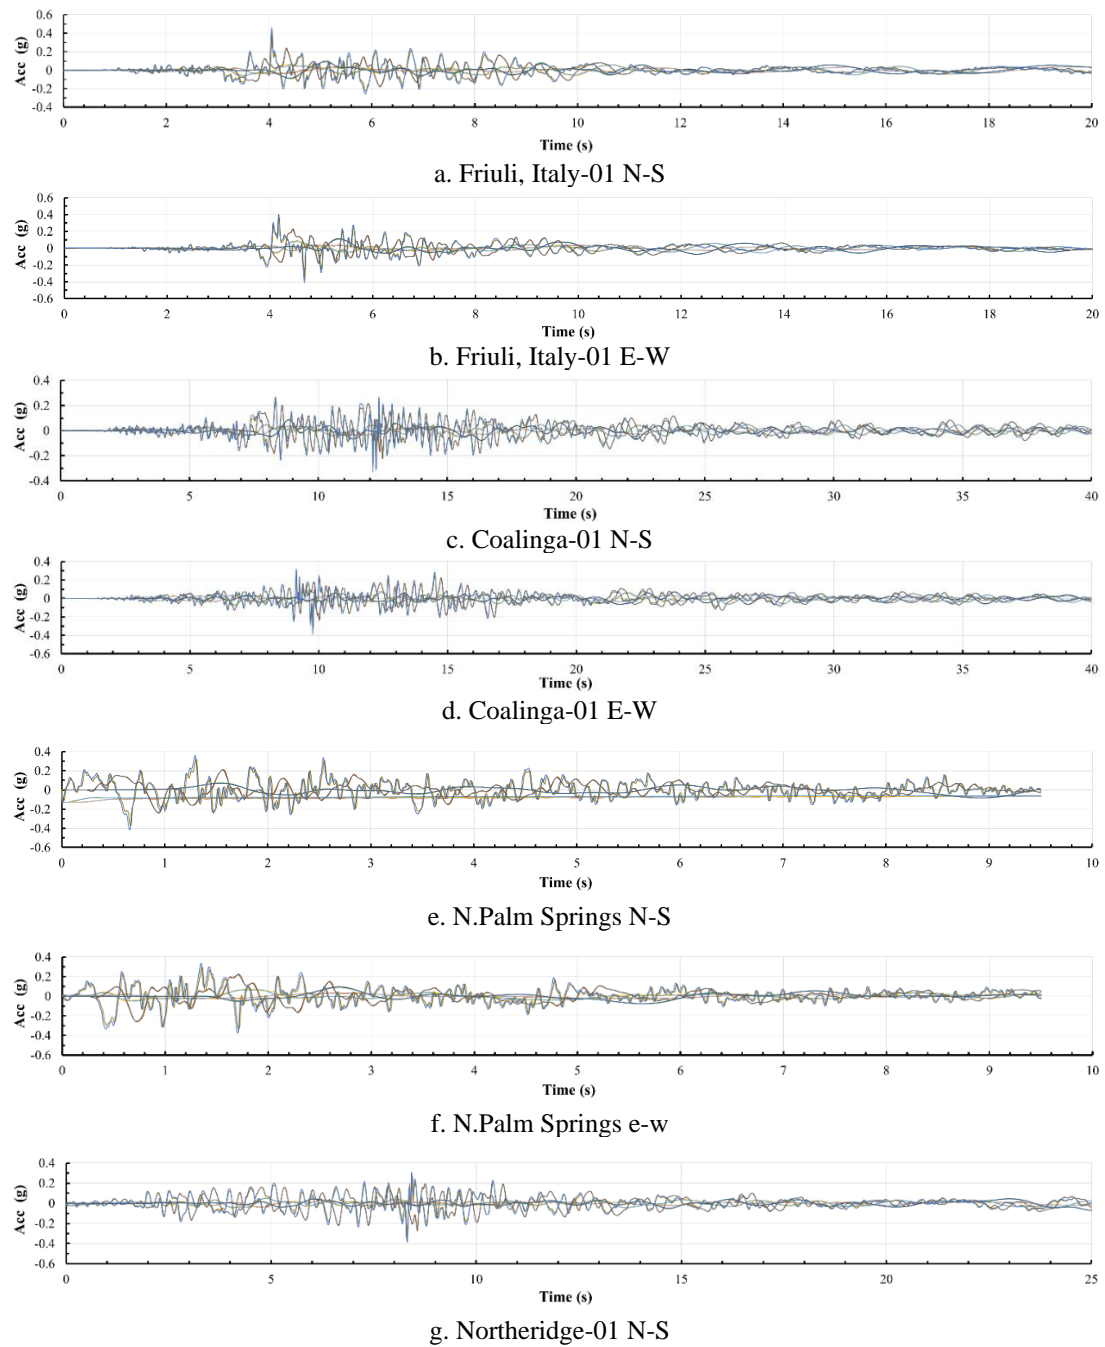 0.6
0.4
0.2
0
-0.2
-0.4
Acc (g)
0 2 4 6 8 10 12 14 16 18 20
Time (s)
a. Friuli, Italy-01 N-S
0.6
0.4
0.2
0
-0.2
-0.4
-0.6
Acc (g)
0 2 4 6 8 10 12 14 16 18 20
Time (s)
b. Friuli, Italy-01 E-W
0.4
0.2
0
-0.2
-0.4
Acc (g)
0 5 10 15 20 25 30 35 40
Time (s)
c. Coalinga-01 N-S
0.4
0.2
0
-0.2
-0.4
-0.6
Acc (g)
0 5 10 15 20 25 30 35 40
Time (s)
d. Coalinga-01 E-W
0.4
0.2
0
-0.2
-0.4
-0.6
Acc (g)
0 1 2 3 4 5 6 7 8 9 10
Time (s)
e. N.Palm Springs N-S
0.4
0.2
0
-0.2
-0.4
-0.6
Acc (g)
0 1 2 3 4 5 6 7 8 9 10
Time (s)
f. N.Palm Springs e-w
0.4
0.2
0
-0.2
-0.4
-0.6
Acc (g)
0 5 10 15 20 25
Time (s)
g. Northeridge-01 N-S